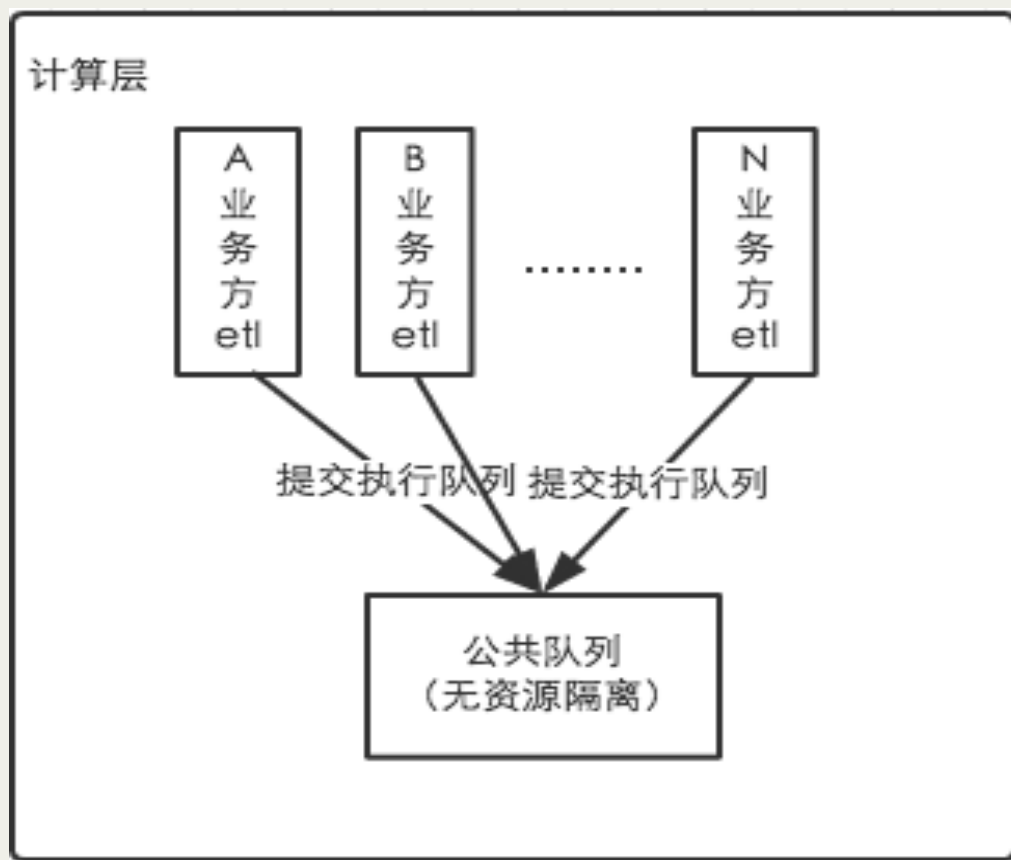 计算层
A
业
务
方
etl
B
业
务
方
etl
........
N
业
务
方
etl
提交执行队列
提交执行队列
公共队列
（无资源隔离）